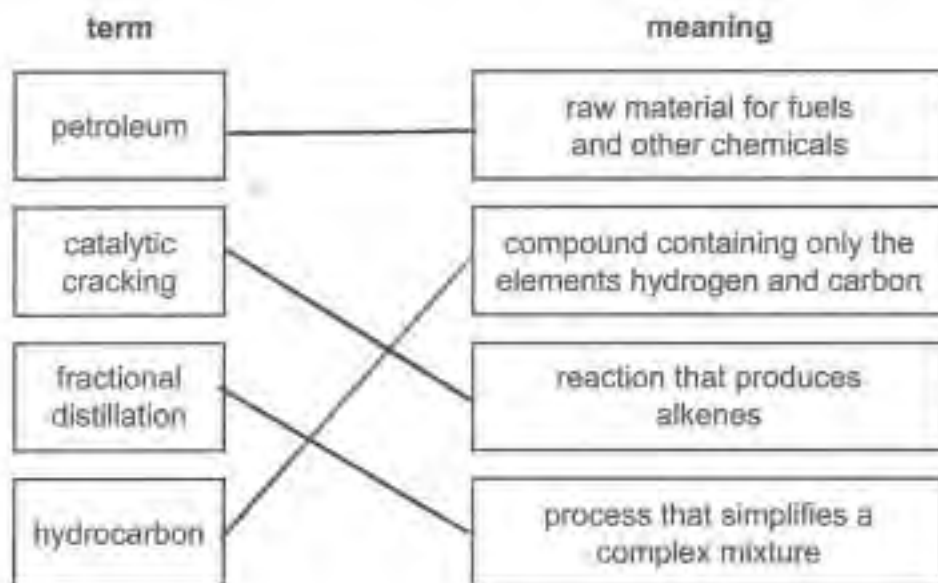 term
meaning
petroleum
raw material for fuels
and other chemicals
catalytic
cracking
compound containing only the
elements hydrogen and carbon
fractional
distillation
reaction that produces
alkenes
hydrocarbon
process that simplifies a
complex mixture